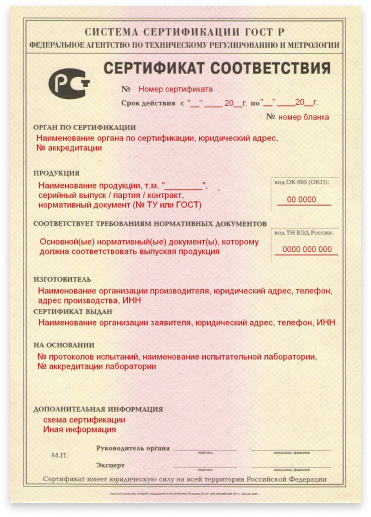 СИСТЕМА СЕРТИФИКАЦИИ ГОСТ Р
ФЕДЕРАЛЬНОЕ АГЕНТСТВО ПО ТЕХНИЧЕСКОМУ РЕГУЛИРОВАНИЮ И МЕТРОЛОГИИ
СЕРТИФИКАТ СООТВЕТСТВИЯ
№ Номер сертификата
Срок действия с "__" ____ 20__г. по "__" ____20__г.
№ номер бланка
ОРГАН ПО СЕРТИФИКАЦИИ
Наименование органа по сертификации, юридический адрес,
№ аккредитации
ПРОДУКЦИЯ
Наименование продукции, т.м. "________",
серийный выпуск / партия / контракт,
нормативный документ (№ ТУ или ГОСТ)
код ОК 005 (ОКП):
00 0000
СООТВЕТСТВУЕТ ТРЕБОВАНИЯМ НОРМАТИВНЫХ ДОКУМЕНТОВ
Основной(ые) нормативный(ые) документ(ы), которому
должна соответствовать выпуская продукция
код ТН ВЭД России:
0000 000 000
ИЗГОТОВИТЕЛЬ
Наименование организации производителя, юридический адрес, телефон,
адрес производства, ИНН
СЕРТИФИКАТ ВЫДАН
Наименование организации заявителя, юридический адрес, телефон, ИНН
НА ОСНОВАНИИ
№ протоколов испытаний, наименование испытательной лаборатории,
№ аккредитации лаборатории
ДОПОЛНИТЕЛЬНАЯ ИНФОРМАЦИЯ
схема сертификации
Иная информация
М.П.
Руководитель органа
подпись
инициалы, фамилия
Эксперт
подпись
инициалы, фамилия
Сертификат имеет юридическую силу на всей территории Российской Федерации